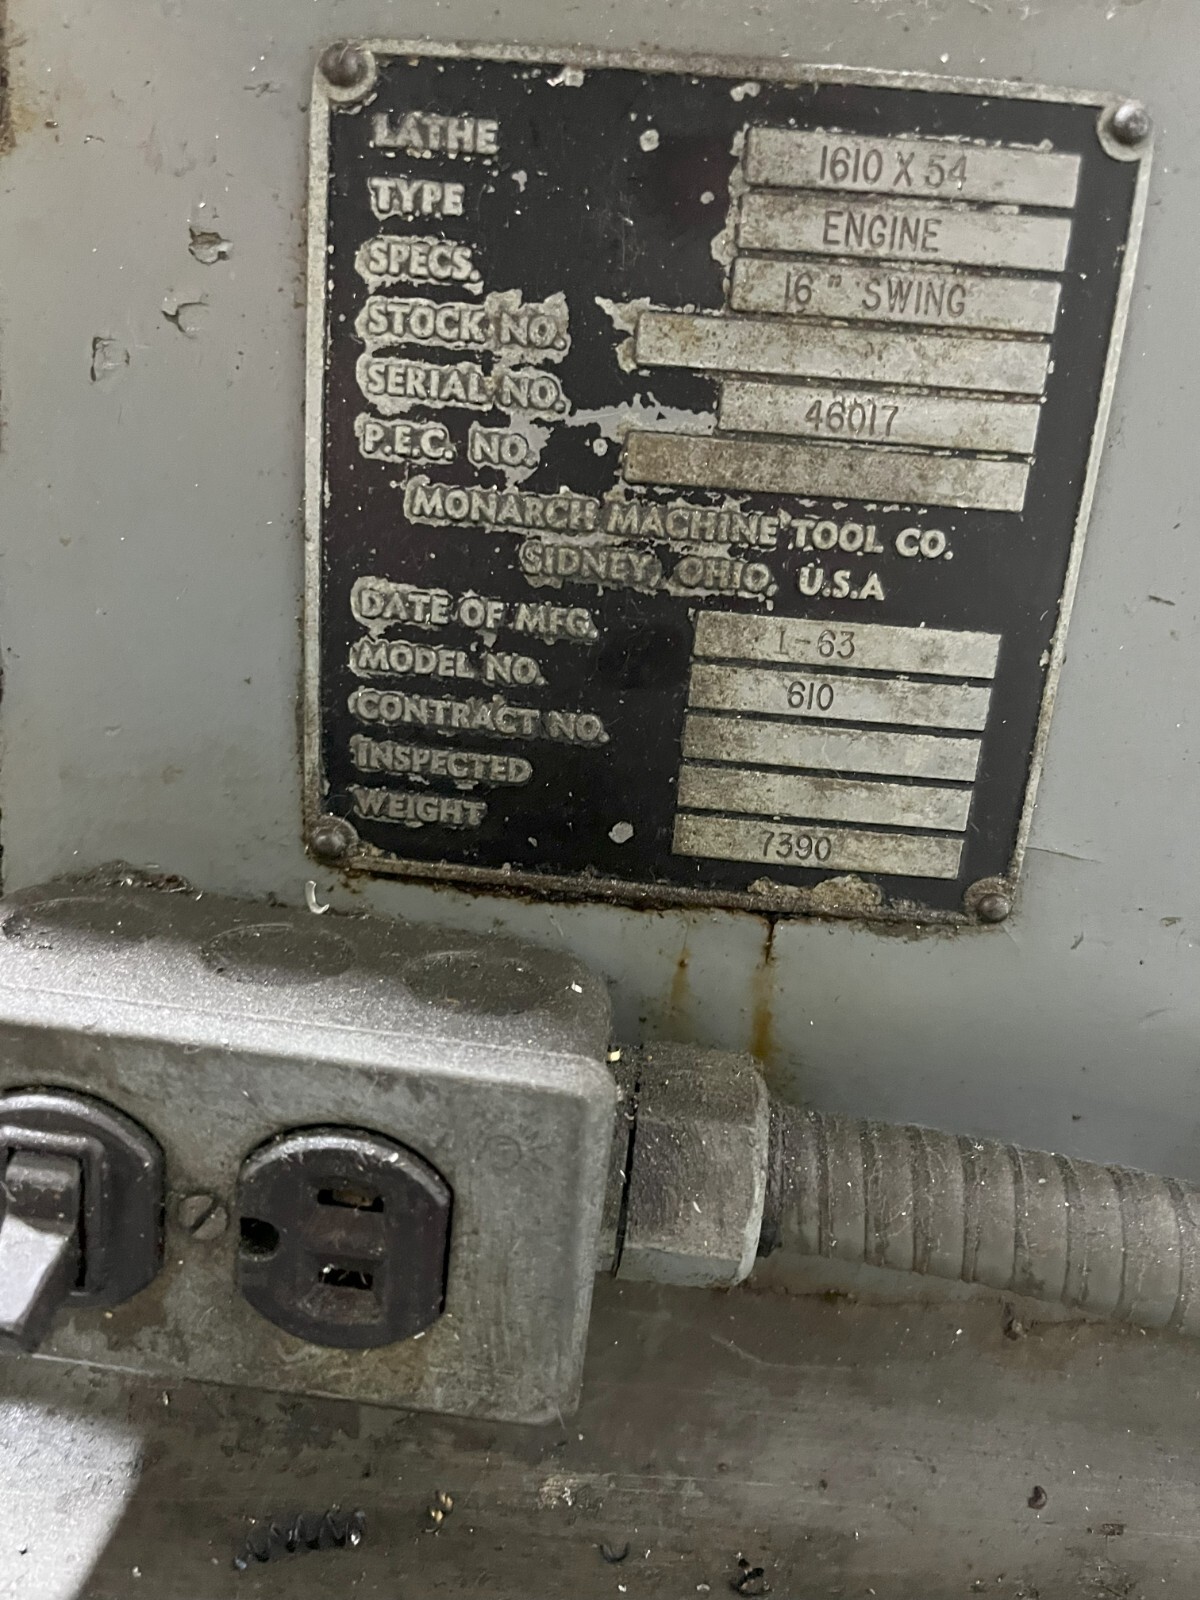 LATHE 1610 X 54
TYPE ENGINE
SPECS. 16" SWING
STOCK NO.
SERIAL NO. 46017
P.E.C. NO.
MONARCH MACHINE TOOL CO.
SIDNEY, OHIO, U.S.A
DATE OF MFG. 1-63
MODEL NO. 610
CONTRACT NO.
INSPECTED
WEIGHT 7390